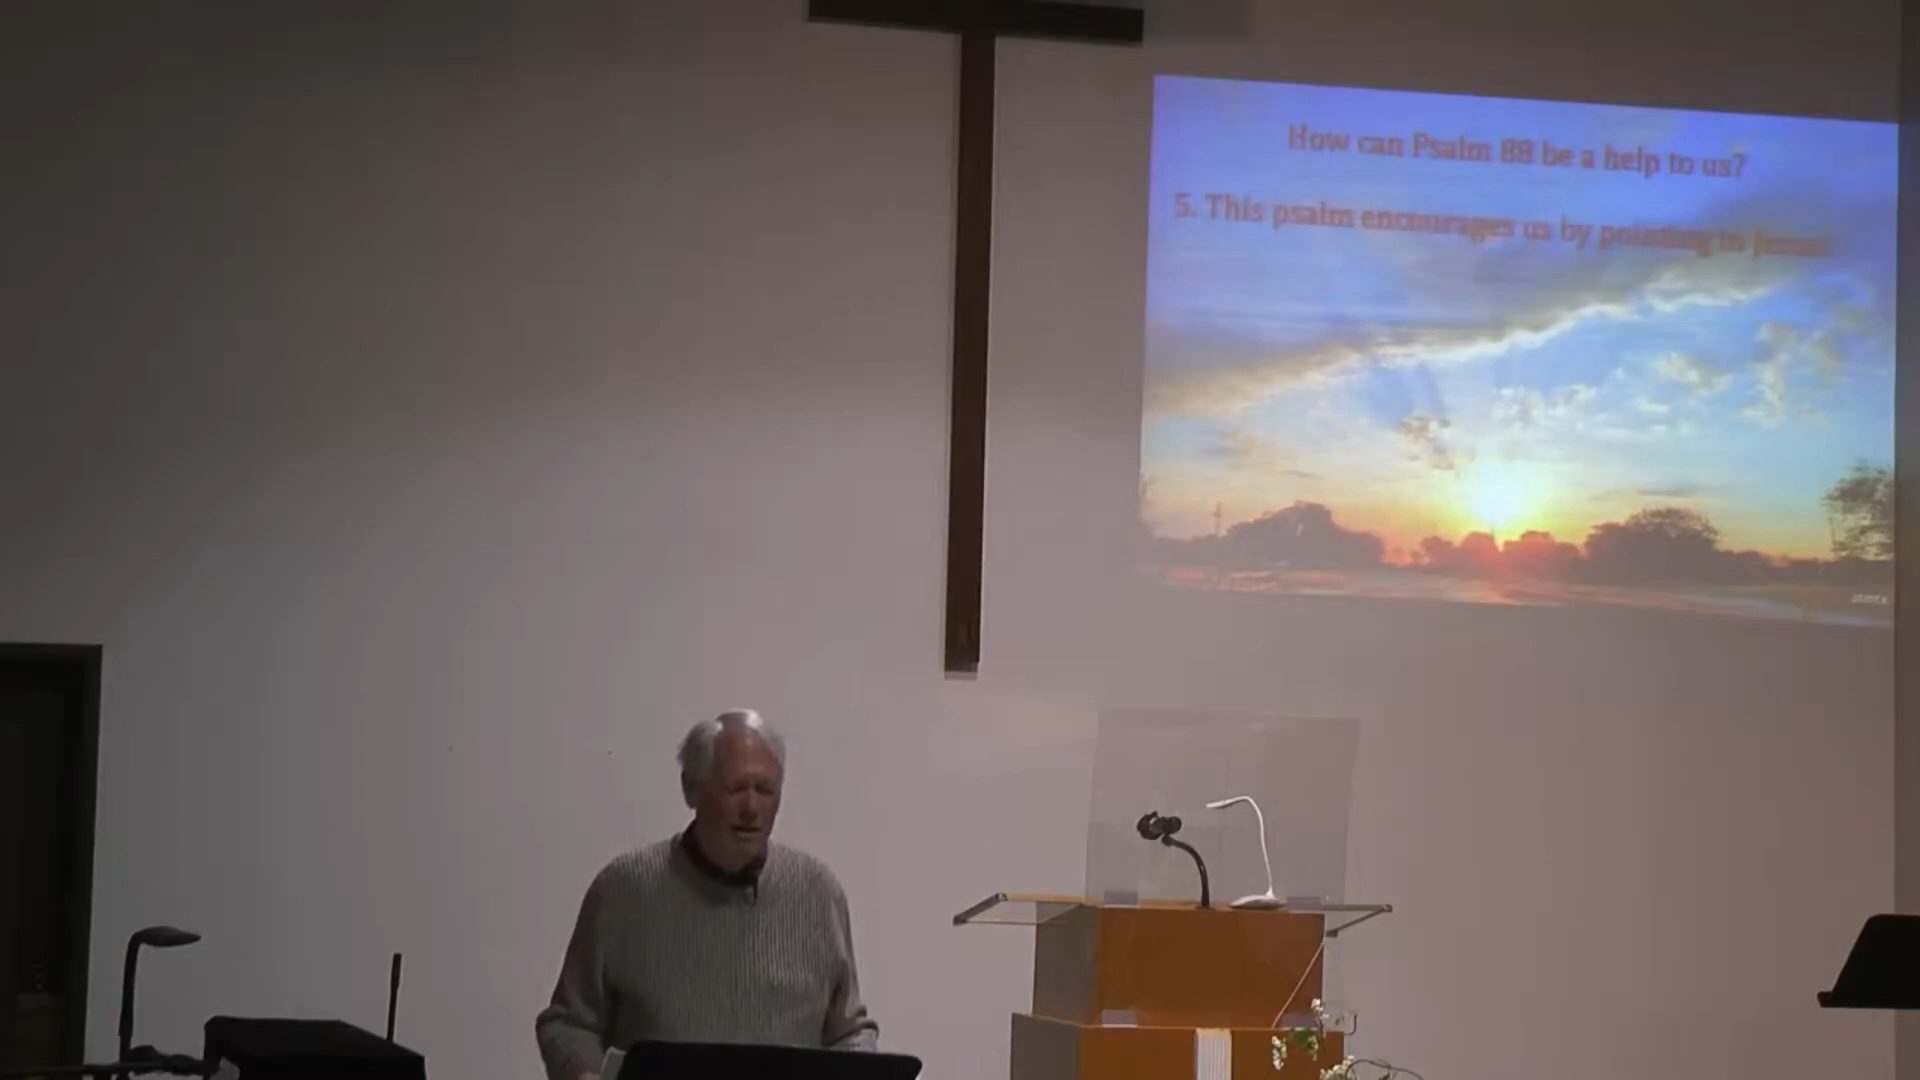 How can Psalm 88 be a help to us?
5. This psalm encourages us by pointing to Jesus!